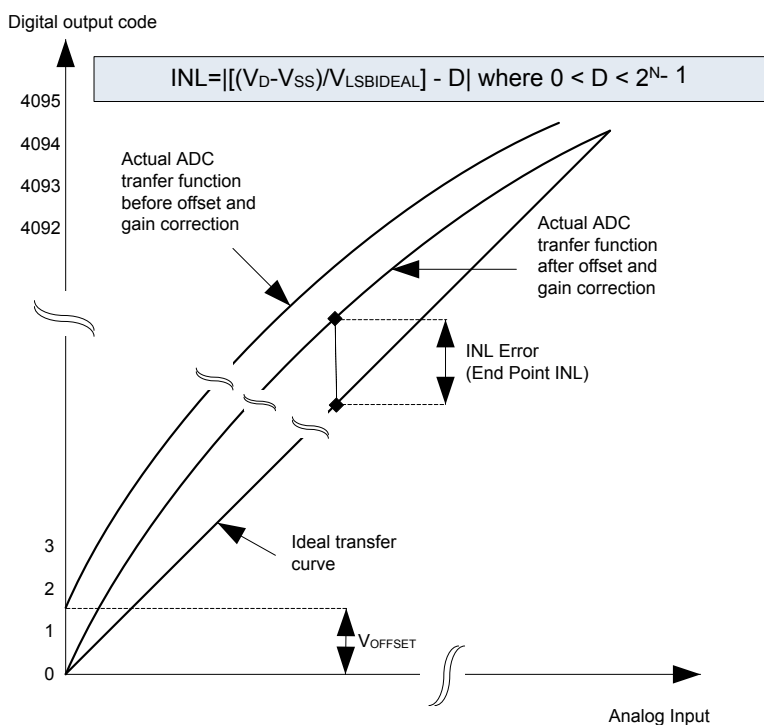 Digital output code
INL=|[(VD-VSS)/VLSBIDEAL] - D| where 0 < D < 2^N- 1
4095
4094
4093
4092
Actual ADC
tranfer function
before offset and
gain correction
Actual ADC
tranfer function
after offset and
gain correction
INL Error
(End Point INL)
Ideal transfer
curve
3
2
1
0
VOFFSET
Analog Input